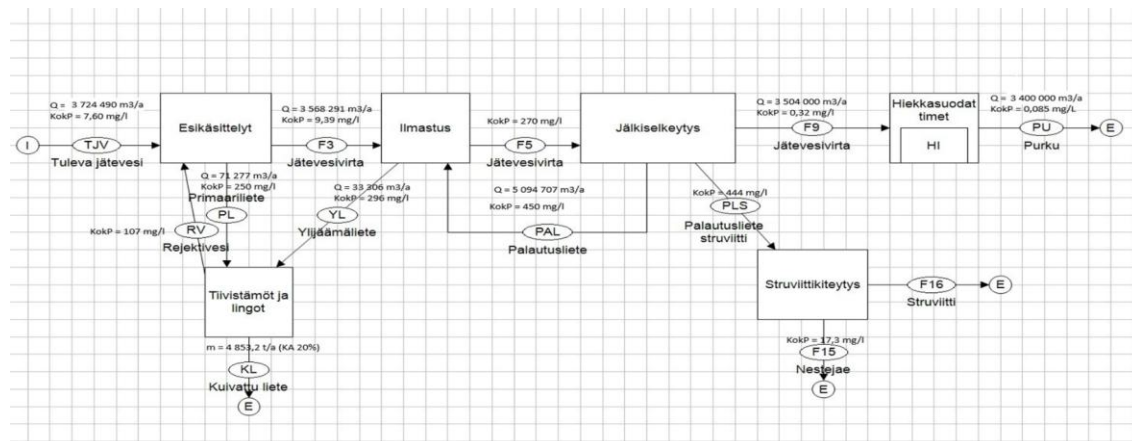 Q = 3 724 490 m3/a
KokP = 7,60 mg/l
I
TJV
Tuleva jätevesi
Esikäsittelyt
Q = 3 568 291 m3/a
KokP = 9,39 mg/l
F3
Jätevesivirta
Ilmastus
KokP = 270 mg/l
F5
Jätevesivirta
Jälkiselkeytys
Q = 3 504 000 m3/a
KokP = 0,32 mg/l
F9
Jätevesivirta
Hiekkasuodat
timet
HI
Q = 3 400 000 m3/a
KokP = 0,085 mg/L
PU
E
Purku
Q = 71 277 m3/a
KokP = 250 mg/l
Primaariliete
PL
Q = 33 306 m3/a
KokP = 296 mg/l
YL
Ylijäämäliete
Q = 5 094 707 m3/a
KokP = 450 mg/l
PAL
Palautusliete
KokP = 444 mg/l
PLS
Palautusliete
struviitti
KokP = 107 mg/l
RV
Rejektivesi
Tiivistämöt ja
lingot
Struviittikiteytys
F16
E
Struviitti
m = 4 853,2 t/a (KA 20%)
KL
Kuivattu liete
E
KokP = 17,3 mg/l
F15
Nestejae
E